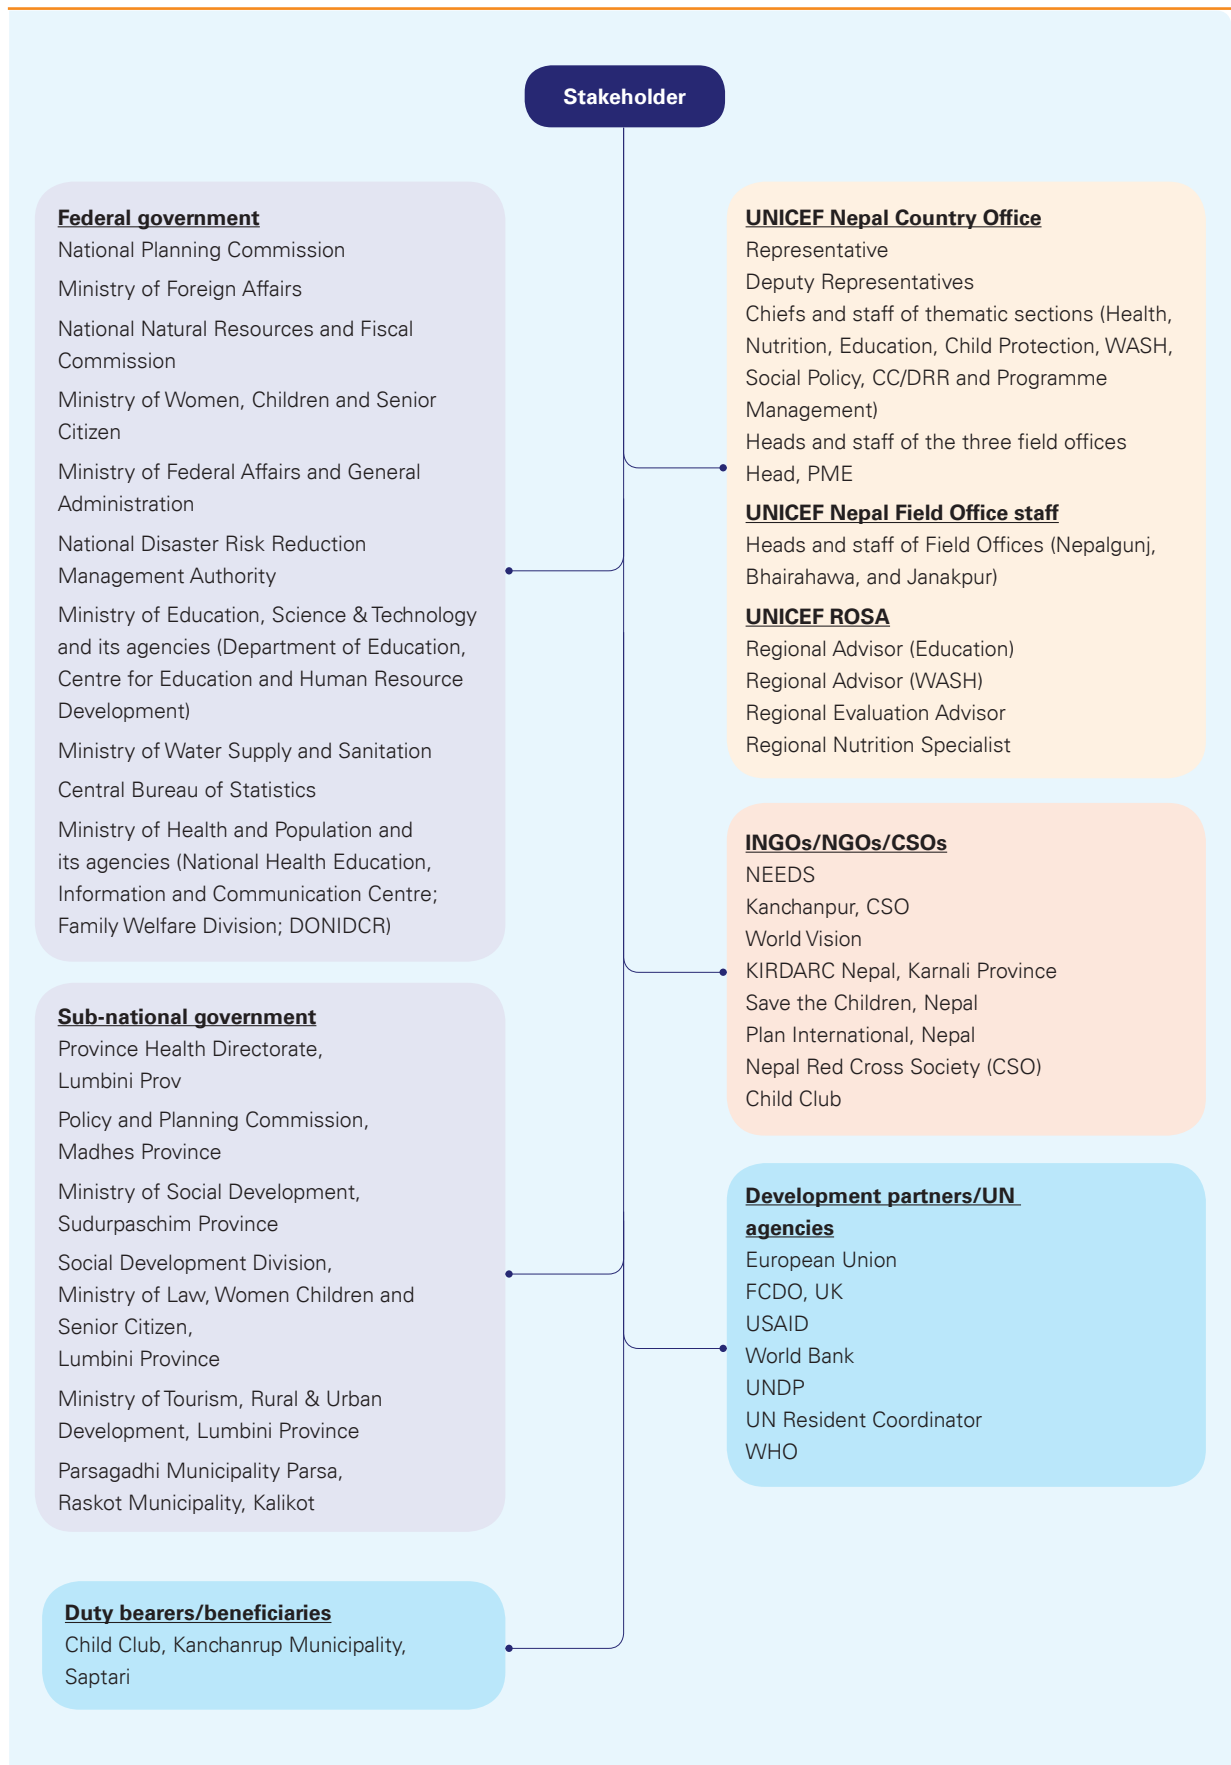 Stakeholder
Federal government
National Planning Commission
Ministry of Foreign Affairs
National Natural Resources and Fiscal
Commission
Ministry of Women, Children and Senior
Citizen
Ministry of Federal Affairs and General
Administration
National Disaster Risk Reduction
Management Authority
Ministry of Education, Science & Technology
and its agencies (Department of Education,
Centre for Education and Human Resource
Development)
Ministry of Water Supply and Sanitation
Central Bureau of Statistics
Ministry of Health and Population and
its agencies (National Health Education,
Information and Communication Centre;
Family Welfare Division; DONIDCR)
Sub-national government
Province Health Directorate,
Lumbini Prov
Policy and Planning Commission,
Madhes Province
Ministry of Social Development,
Sudurpaschim Province
Social Development Division,
Ministry of Law, Women Children and
Senior Citizen,
Lumbini Province
Ministry of Tourism, Rural & Urban
Development, Lumbini Province
Parsagadhi Municipality Parsa,
Raskot Municipality, Kalikot
Duty bearers/beneficiaries
Child Club, Kanchanrup Municipality,
Saptari
UNICEF Nepal Country Office
Representative
Deputy Representatives
Chiefs and staff of thematic sections (Health,
Nutrition, Education, Child Protection, WASH,
Social Policy, CC/DRR and Programme
Management)
Heads and staff of the three field offices
Head, PME
UNICEF Nepal Field Office staff
Heads and staff of Field Offices (Nepalgunj,
Bhairahawa, and Janakpur)
UNICEF ROSA
Regional Advisor (Education)
Regional Advisor (WASH)
Regional Evaluation Advisor
Regional Nutrition Specialist
INGOs/NGOs/CSOs
NEEDS
Kanchanpur, CSO
World Vision
KIRDARC Nepal, Karnali Province
Save the Children, Nepal
Plan International, Nepal
Nepal Red Cross Society (CSO)
Child Club
Development partners/UN
agencies
European Union
FCDO, UK
USAID
World Bank
UNDP
UN Resident Coordinator
WHO